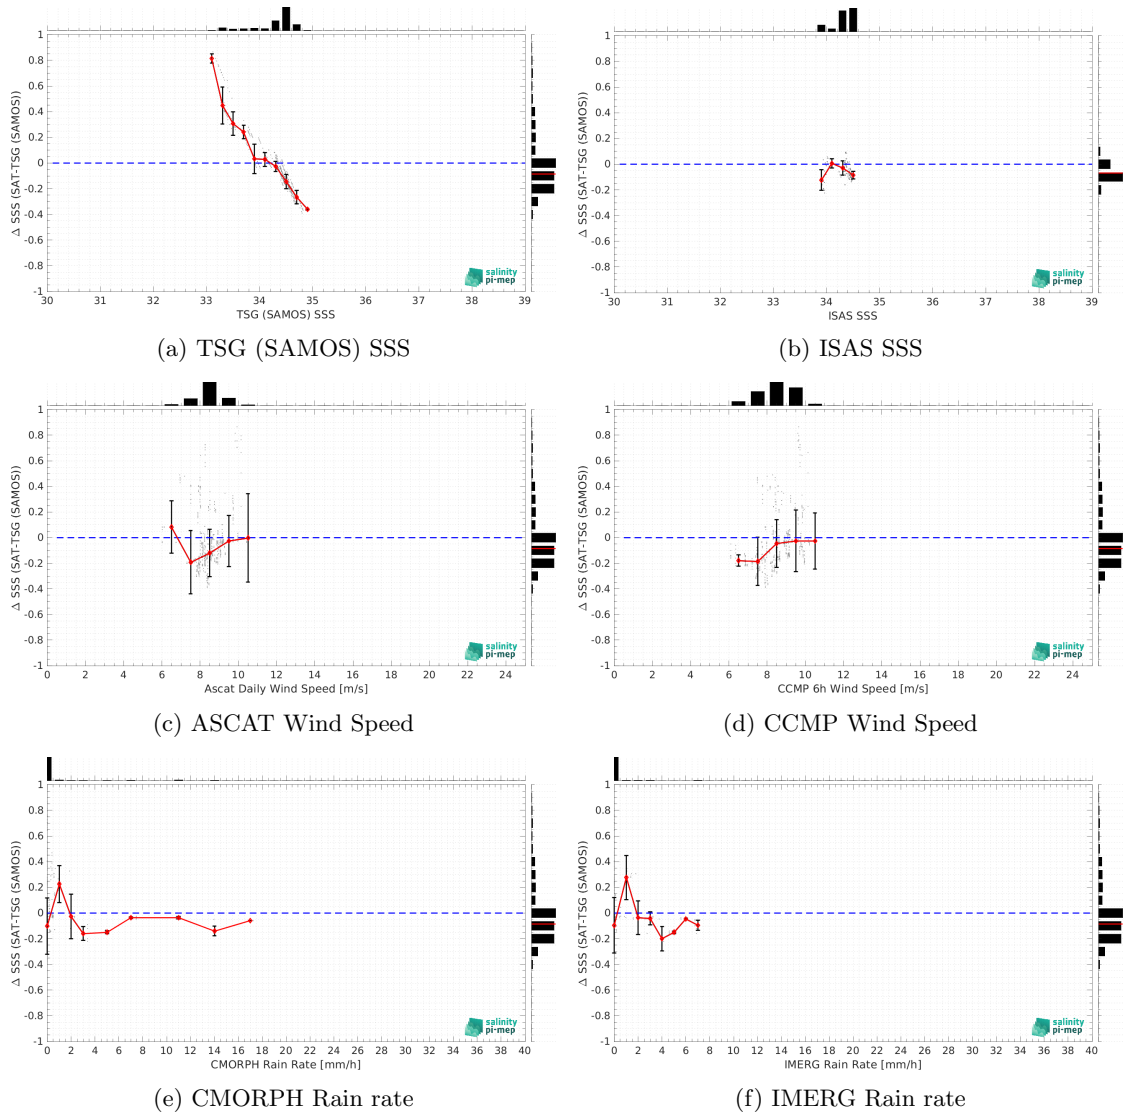 1
0.8
0.6
0.4
0.2
0
-0.2
-0.4
-0.6
-0.8
-1
Δ SSS (SAT-TSG (SAMOS))
30 31 32 33 34 35 36 37 38 39
TSG (SAMOS) SSS
salinity
pi-mep
(a) TSG (SAMOS) SSS
1
0.8
0.6
0.4
0.2
0
-0.2
-0.4
-0.6
-0.8
-1
Δ SSS (SAT-TSG (SAMOS))
30 31 32 33 34 35 36 37 38 39
ISAS SSS
salinity
pi-mep
(b) ISAS SSS
1
0.8
0.6
0.4
0.2
0
-0.2
-0.4
-0.6
-0.8
-1
Δ SSS (SAT-TSG (SAMOS))
0 2 4 6 8 10 12 14 16 18 20 22 24
Ascat Daily Wind Speed [m/s]
salinity
pi-mep
(c) ASCAT Wind Speed
1
0.8
0.6
0.4
0.2
0
-0.2
-0.4
-0.6
-0.8
-1
Δ SSS (SAT-TSG (SAMOS))
0 2 4 6 8 10 12 14 16 18 20 22 24
CCMP 6h Wind Speed [m/s]
salinity
pi-mep
(d) CCMP Wind Speed
1
0.8
0.6
0.4
0.2
0
-0.2
-0.4
-0.6
-0.8
-1
Δ SSS (SAT-TSG (SAMOS))
0 2 4 6 8 10 12 14 16 18 20 22 24 26 28 30 32 34 36 38 40
CMORPH Rain Rate [mm/h]
salinity
pi-mep
(e) CMORPH Rain rate
1
0.8
0.6
0.4
0.2
0
-0.2
-0.4
-0.6
-0.8
-1
Δ SSS (SAT-TSG (SAMOS))
0 2 4 6 8 10 12 14 16 18 20 22 24 26 28 30 32 34 36 38 40
IMERG Rain Rate [mm/h]
salinity
pi-mep
(f) IMERG Rain rate